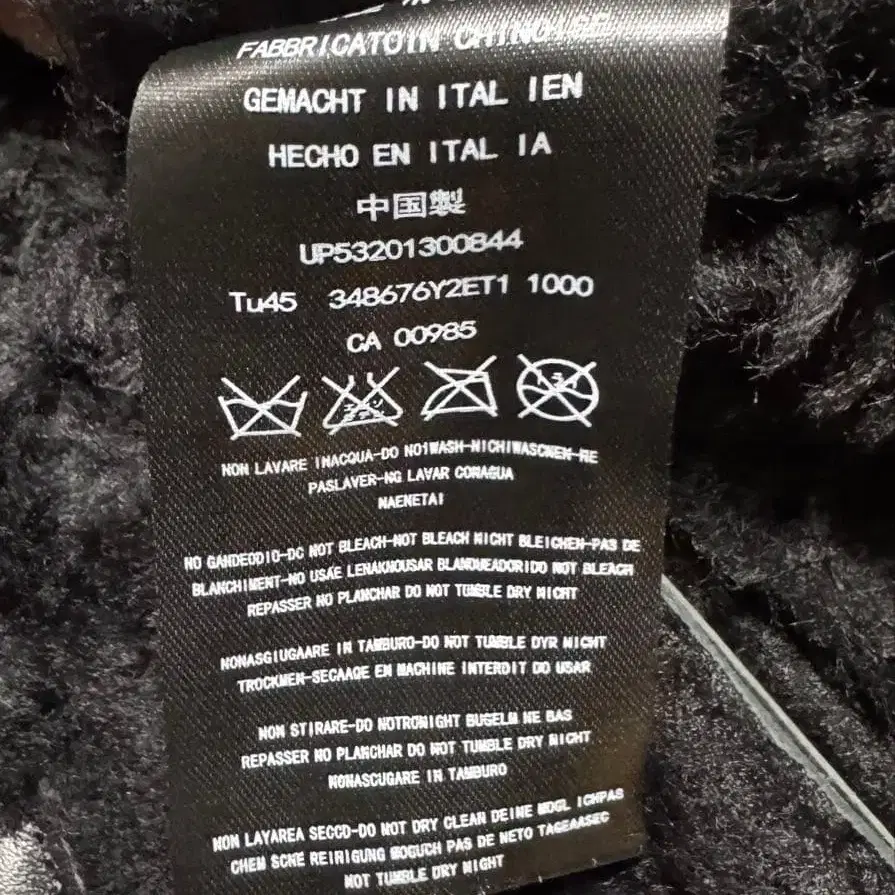 FABBRICATOIN CHINOISE
GEMACHT IN ITAL IEN
HECHO EN ITAL IA
中国製
UP53201300844
Tu45 348676Y2ET1 1000
CA 00985
NON LAVARE INACQUA-DO NO1WASH-NICHIWASCNEN-RE
PASLAVER-NG LAVAR CORAGUA
NAENETAI
NO GANDEODIO-DC NOT BLEACH-NOT BLEACH NICHT BLEICHEN-PAS DE
BLANCHIMENT-NO USAE LENAKNOUSAR BLANQUEADORIDO NOT BLEACH
REPASSER NO PLANCHAR DO NOT TUMBLE DRY NIGHT
NONASGIUGAARE IN TAMBURO-DO NOT TUMBLE DYR NICHT
TROCKMEN-SECAAQE EN MACHINE INTERDIT DO USAR
NON STIRARE-DO NOTRONIGHT BUGELN NE BAS
REPASSER NO PLANCHAR DO NOT TUMBLE DRY NICHT
NONASCUGARE IN TAMBURO
NON LAYAREA SECCD-DO NOT DRY CLEAN DEINE MOGL ICHPAS
CHEM SCNE REIRIGUNG MOGUCH PAS DE NETO TAGEAASEC
NOT TUMBLE DRY NIGHT